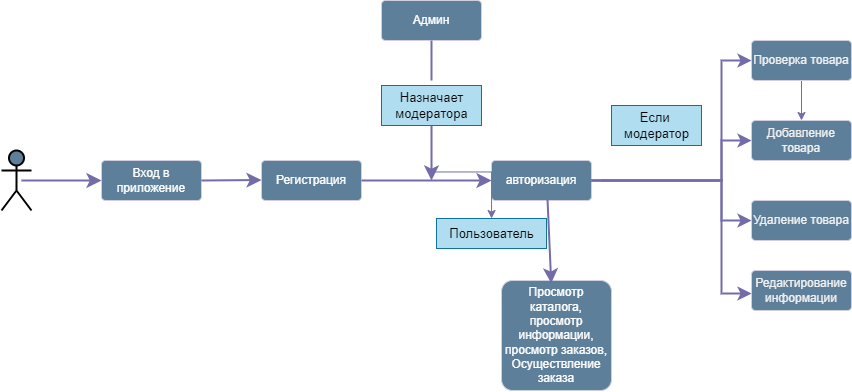 Админ
Назначает
модератора
Вход в
приложение
Регистрация
авторизация
Пользователь
Просмотр
каталога,
просмотр
информации,
просмотр заказов,
Осуществление
заказа
Если
модератор
Проверка товара
Добавление
товара
Удаление товара
Редактирование
информации